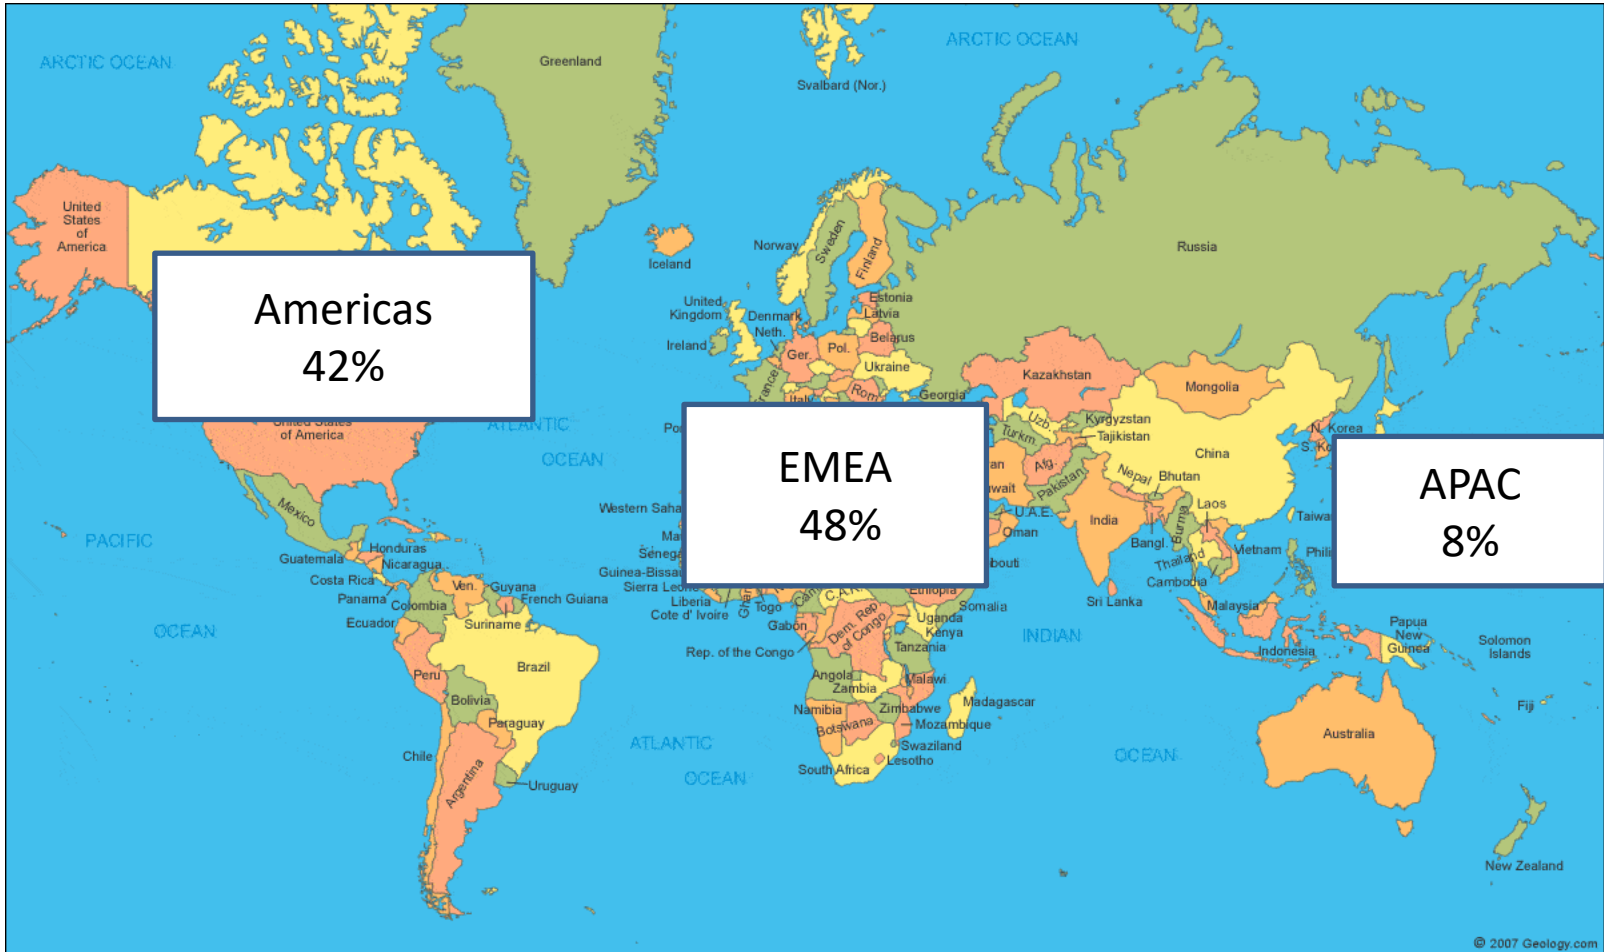 ARCTIC OCEAN
ARCTIC OCEAN
Greenland
Svalbard (Nor.)
United
States
of
America
Russia
Norway
Sweden
Finland
Iceland
Americas
42%
United
Kingdom
Denmark
Estonia
Latvia
Neth.
Belarus
Ireland
Ger.
Pol.
Ukraine
Kazakhstan
Mongolia
France
Italy
Rom.
Georgia
United States
of America
ATLANTIC
OCEAN
Uzb.
Kyrgyzstan
Turkm.
Tajikistan
N. Korea
China
Afg.
Pakistan
Nepal
Bhutan
EMEA
48%
APAC
8%
Mexico
Western Saha
U.A.E.
Oman
India
Bangl.
Burma
Laos
Thailand
Vietnam
Cambodia
PACIFIC
OCEAN
Honduras
Guatemala
Nicaragua
Costa Rica
Panama
Ven.
Guyana
French Guiana
Colombia
Suriname
Ecuador
Guinea-Bissau
Sierra Leone
Liberia
Cote d' Ivoire
Togo
C.A.R.
Ethiopia
Somalia
Sri Lanka
Malaysia
Gabon
Dem. Rep.
of Congo
Uganda
Kenya
Rep. of the Congo
Tanzania
INDIAN
OCEAN
Indonesia
Papua
New
Guinea
Solomon
Islands
Brazil
Peru
Bolivia
Paraguay
Chile
Argentina
Uruguay
ATLANTIC
OCEAN
Angola
Zambia
Malawi
Namibia
Zimbabwe
Botswana
Mozambique
Madagascar
Swaziland
South Africa
Lesotho
Fiji
Australia
New Zealand
© 2007 Geology.com